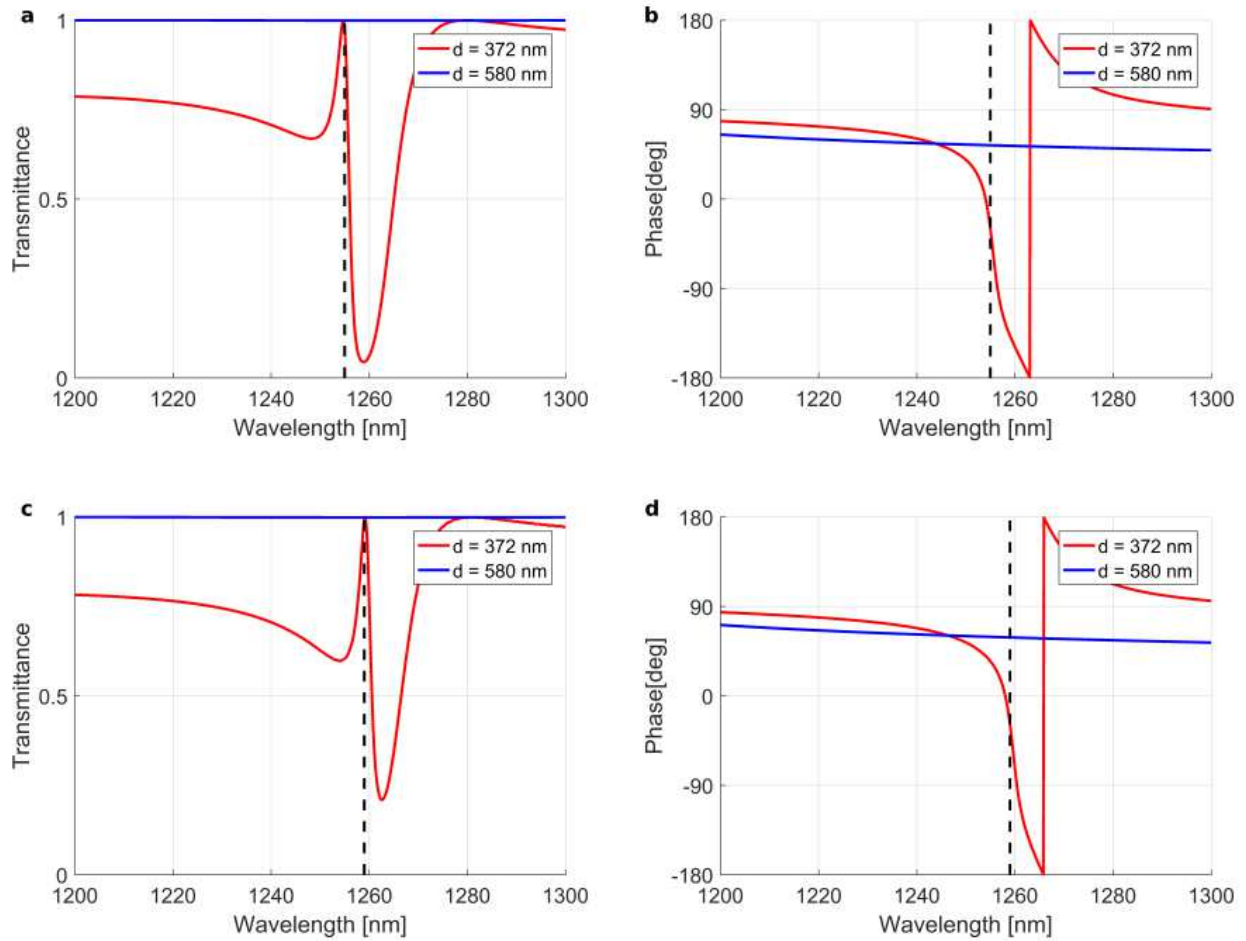 a
Transmittance
1
0.5
0
1200 1220 1240 1260 1280 1300
Wavelength [nm]
d = 372 nm
d = 580 nm
b
Phase[deg]
180
90
0
-90
-180
1200 1220 1240 1260 1280 1300
Wavelength [nm]
d = 372 nm
d = 580 nm
c
Transmittance
1
0.5
0
1200 1220 1240 1260 1280 1300
Wavelength [nm]
d = 372 nm
d = 580 nm
d
Phase[deg]
180
90
0
-90
-180
1200 1220 1240 1260 1280 1300
Wavelength [nm]
d = 372 nm
d = 580 nm